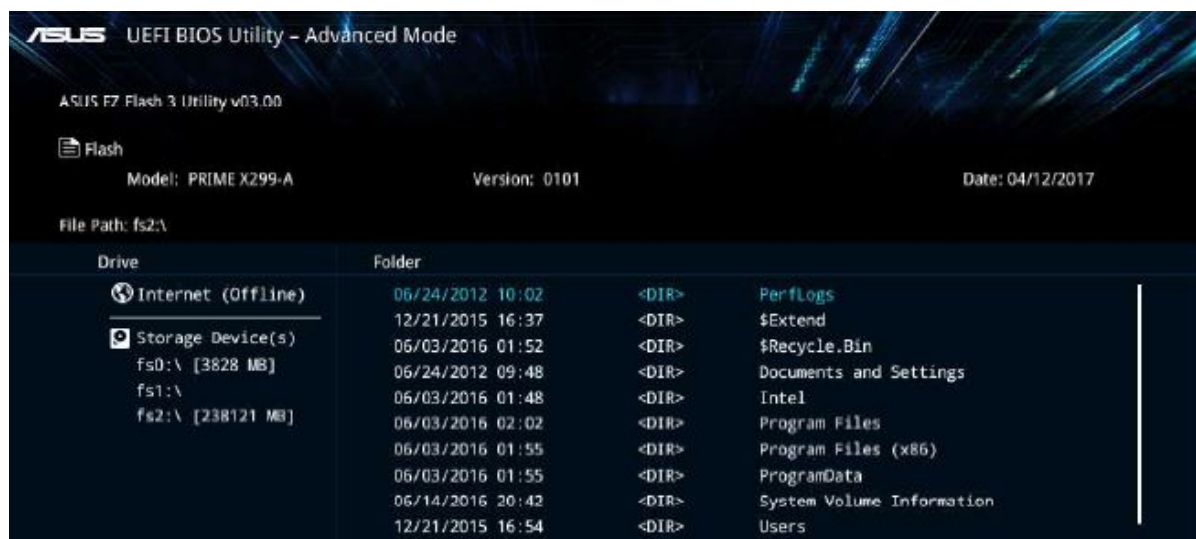 ASUS UEFI BIOS Utility – Advanced Mode
ASUS EZ Flash 3 Utility v03.00
Flash
Model: PRIME X299-A Version: 0101 Date: 04/12/2017
File Path: fs2:\
Drive Folder
Internet (Offline) 06/24/2012 10:02 <DIR> PerfLogs
12/21/2015 16:37 <DIR> $Extend
Storage Device(s) 06/03/2016 01:52 <DIR> $Recycle.Bin
fs0:\ [3828 MB] 06/24/2012 09:48 <DIR> Documents and Settings
fs1:\ 06/03/2016 01:48 <DIR> Intel
fs2:\ [238121 MB] 06/03/2016 02:02 <DIR> Program Files
06/03/2016 01:55 <DIR> Program Files (x86)
06/03/2016 01:55 <DIR> ProgramData
06/14/2016 20:42 <DIR> System Volume Information
12/21/2015 16:54 <DIR> Users